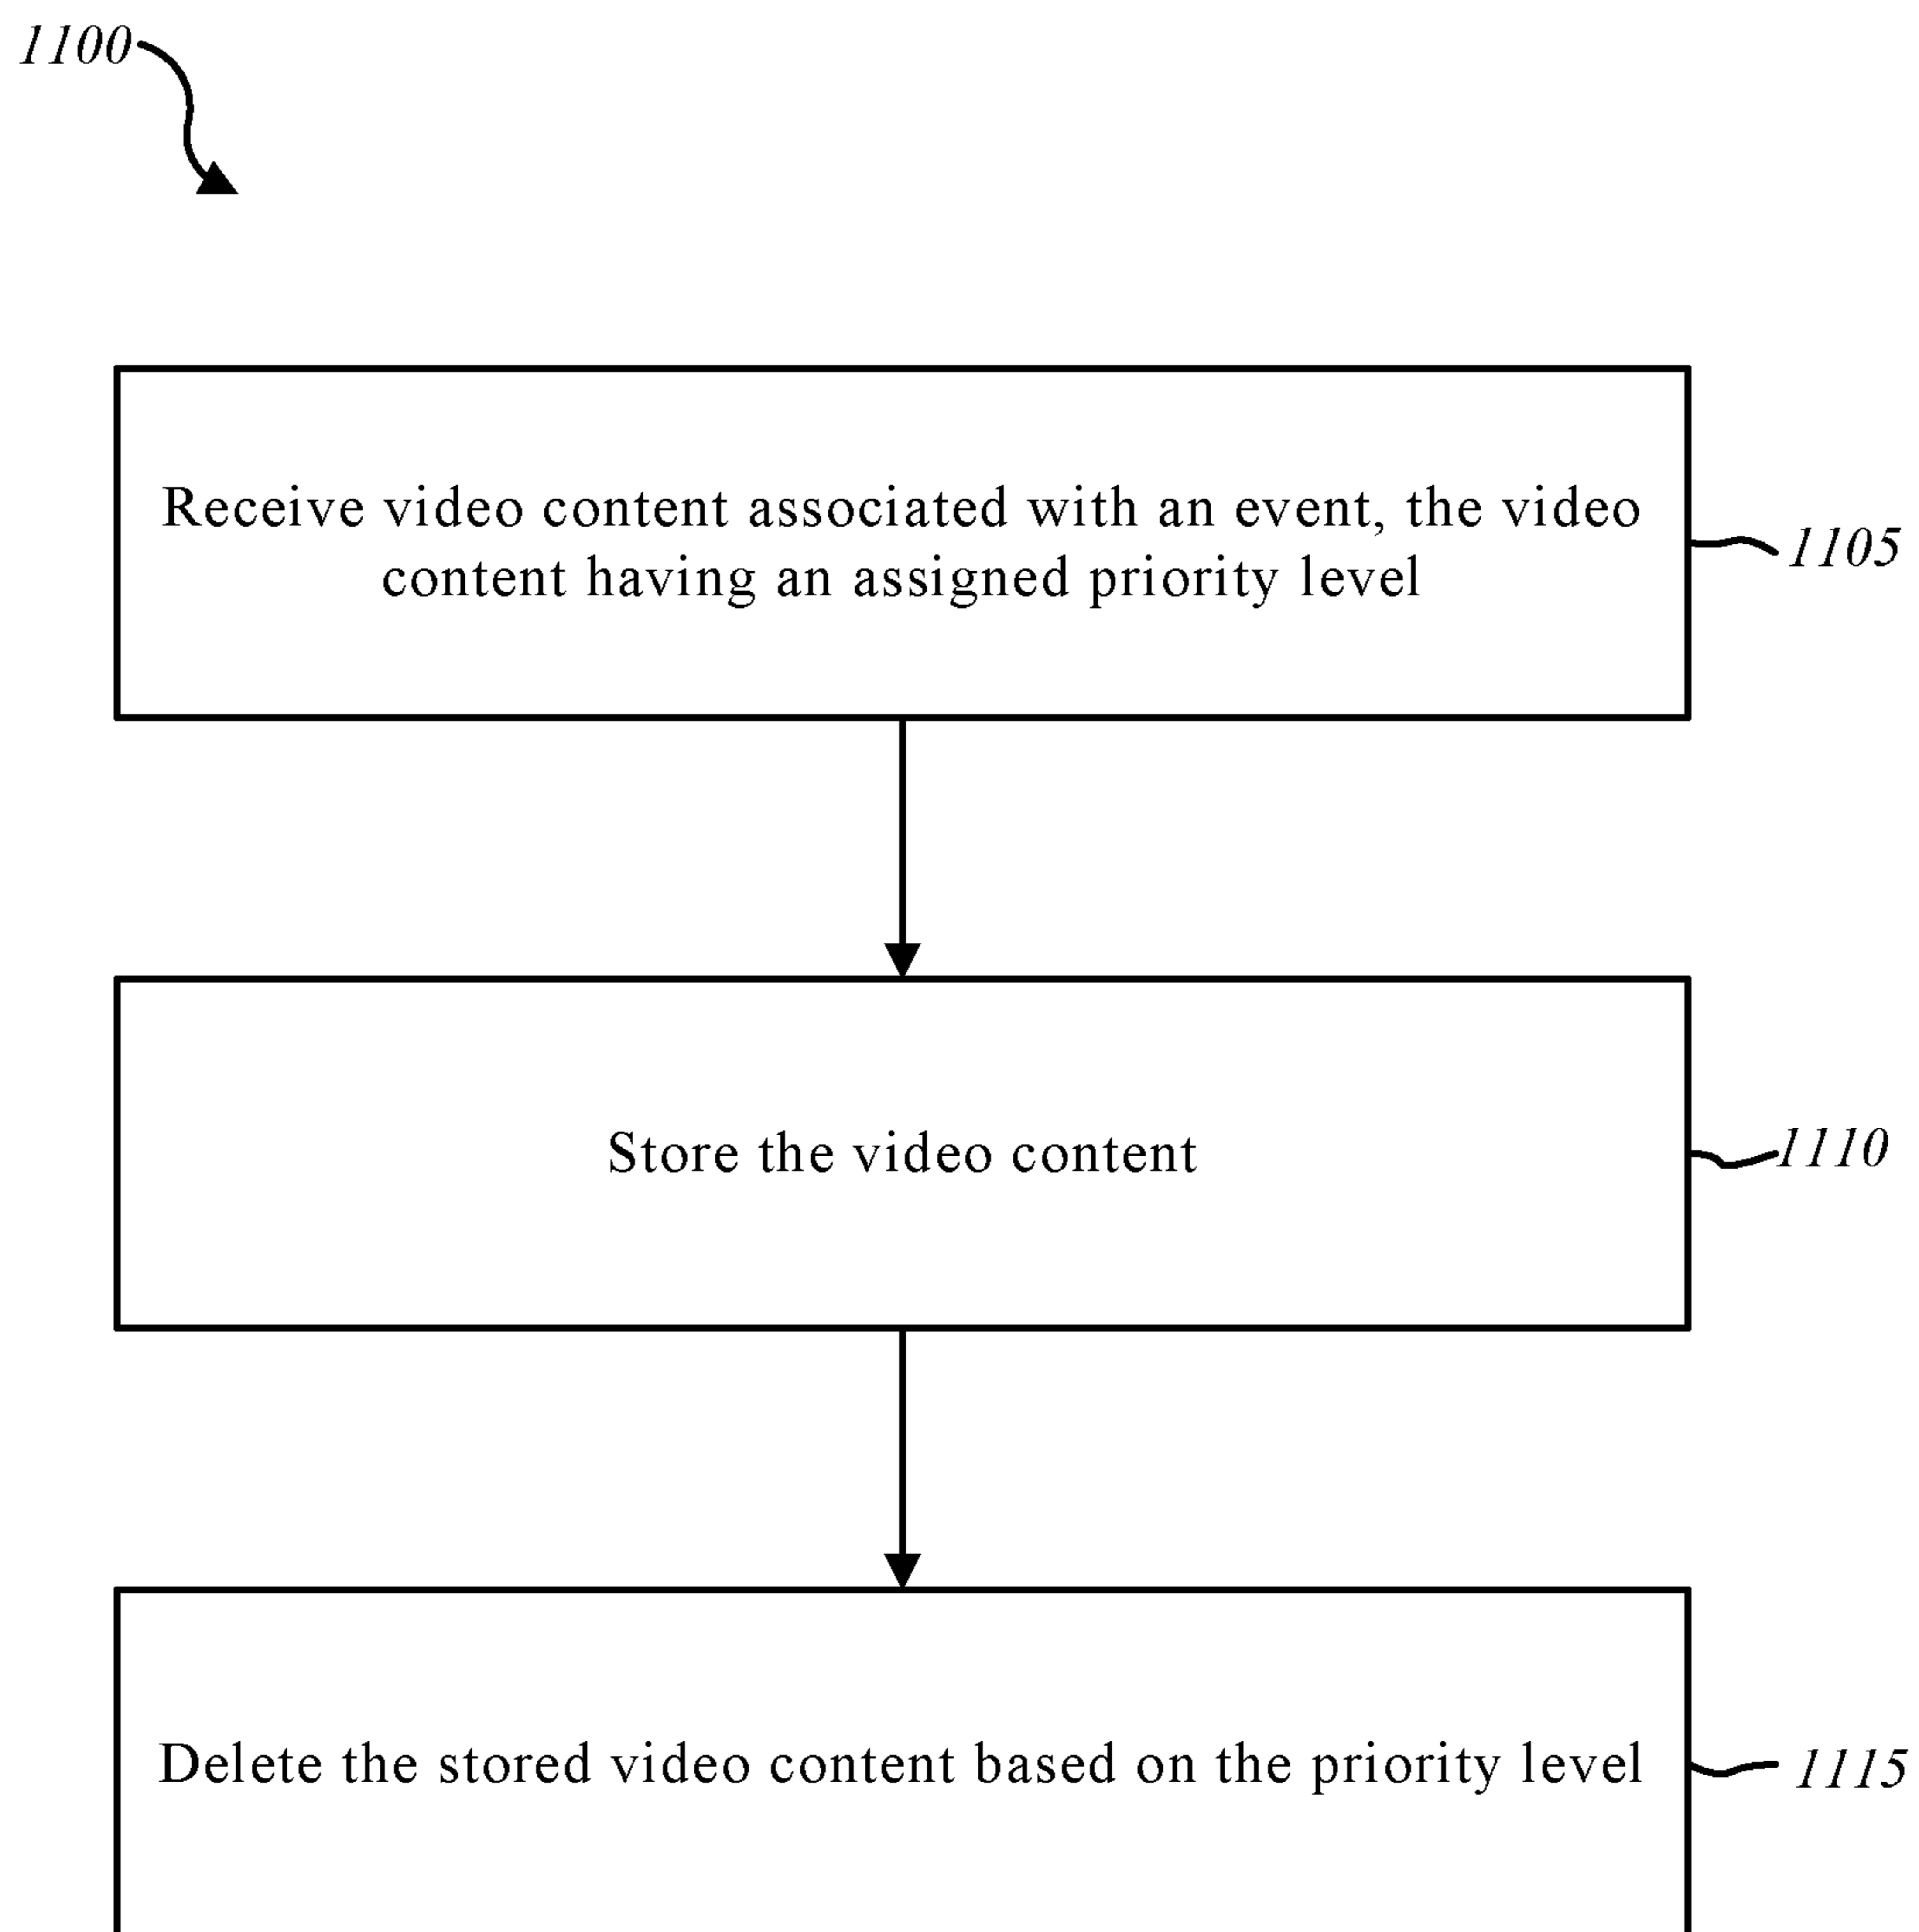 1100
Receive video content associated with an event, the video
content having an assigned priority level
1105
Store the video content
1110
Delete the stored video content based on the priority level
1115